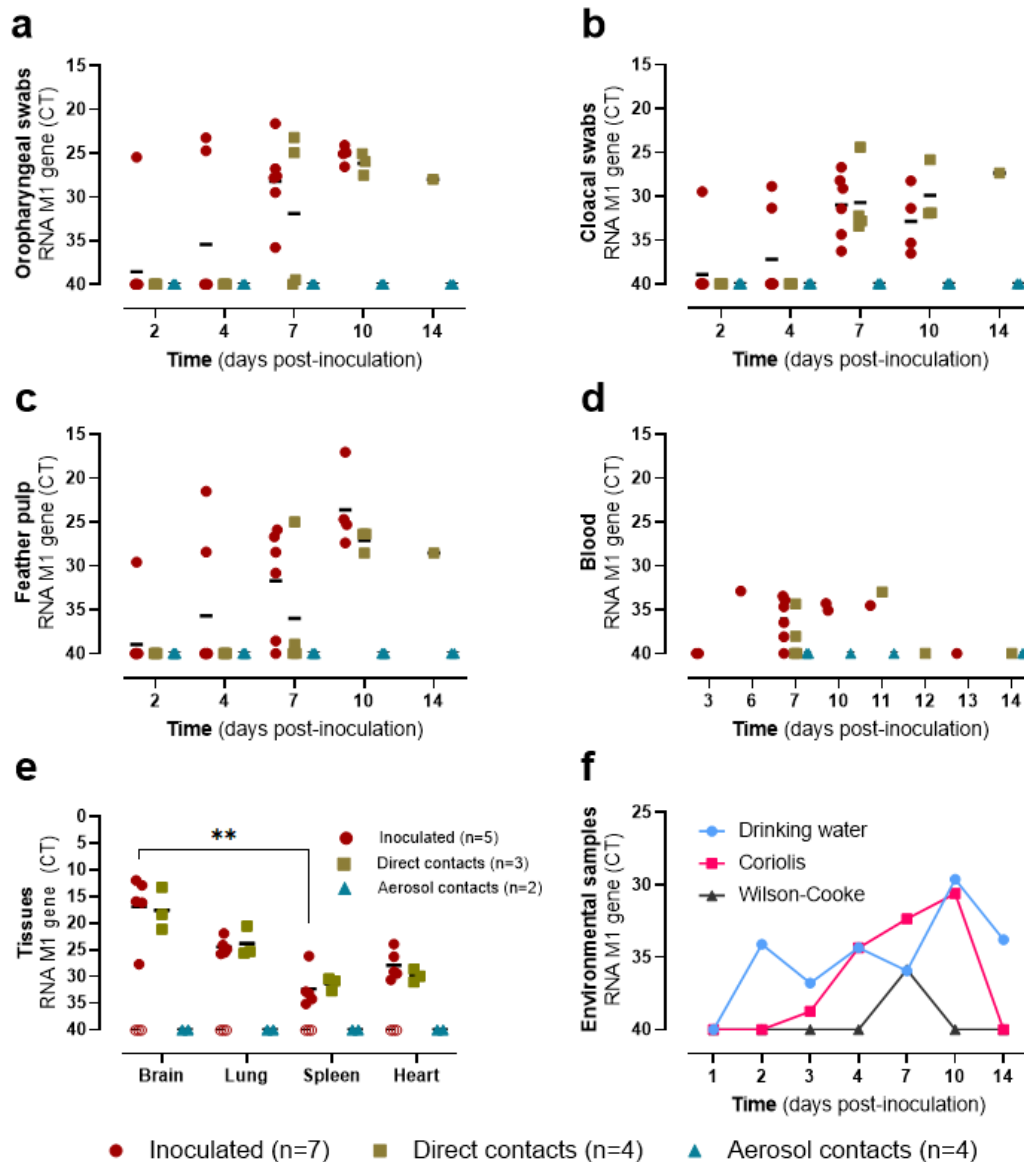 a
Oropharyngeal swabs
RNA M1 gene (CT)
15
20
25
30
35
40
2 4 7 10 14
Time (days post-inoculation)
b
Cloacal swabs
RNA M1 gene (CT)
15
20
25
30
35
40
2 4 7 10 14
Time (days post-inoculation)
c
Feather pulp
RNA M1 gene (CT)
15
20
25
30
35
40
2 4 7 10 14
Time (days post-inoculation)
d
Blood
RNA M1 gene (CT)
15
20
25
30
35
40
3 6 7 10 11 12 13 14
Time (days post-inoculation)
e
Tissues
RNA M1 gene (CT)
0
5
10
15
20
25
30
35
40
**
Inoculated (n=5)
Direct contacts (n=3)
Aerosol contacts (n=2)
Brain Lung Spleen Heart
f
Environmental samples
RNA M1 gene (CT)
25
30
35
40
Drinking water
Coriolis
Wilson-Cooke
1 2 3 4 7 10 14
Time (days post-inoculation)
Inoculated (n=7) Direct contacts (n=4) Aerosol contacts (n=4)